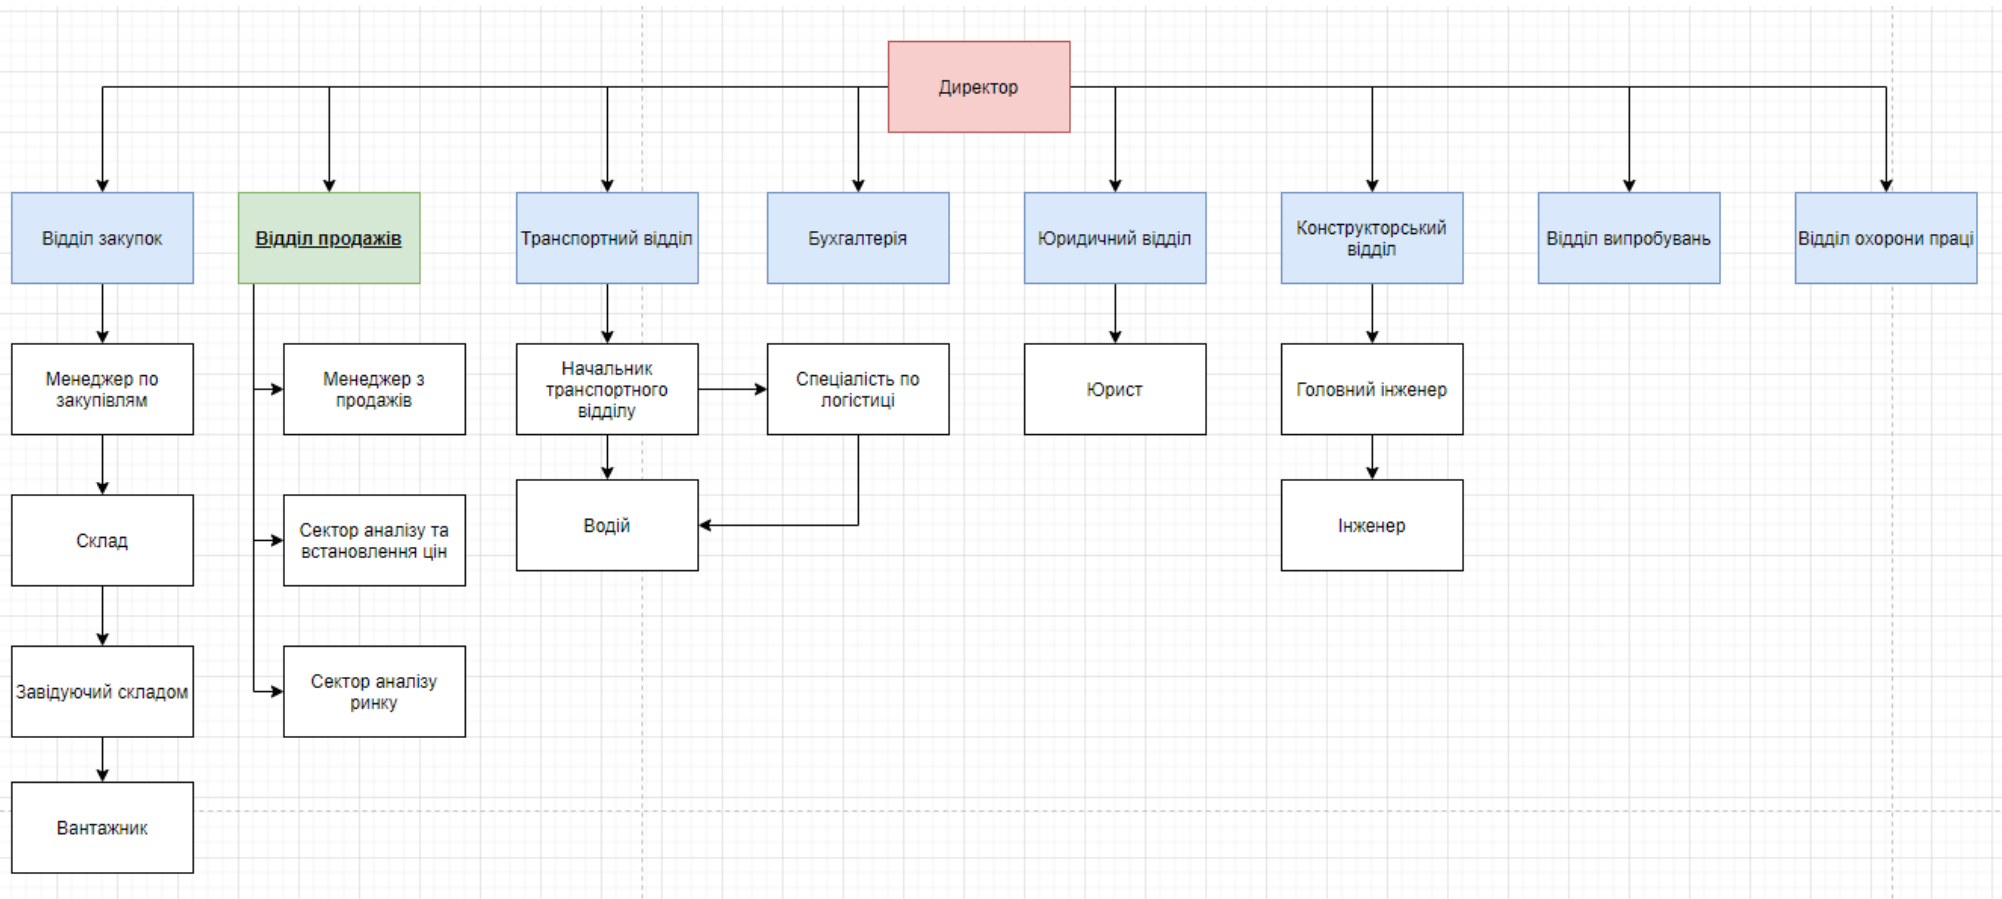 Директор
Відділ закупок
Відділ продажів
Транспортний відділ
Бухгалтерія
Юридичний відділ
Конструкторський
відділ
Відділ випробувань
Відділ охорони праці
Менеджер по
закупівлям
Менеджер з
продажів
Начальник
транспортного
відділу
Спеціалість по
логістиці
Юрист
Головний інженер
Склад
Сектор аналізу та
встановлення цін
Водій
Інженер
Завідуючий складом
Сектор аналізу
ринку
Вантажник